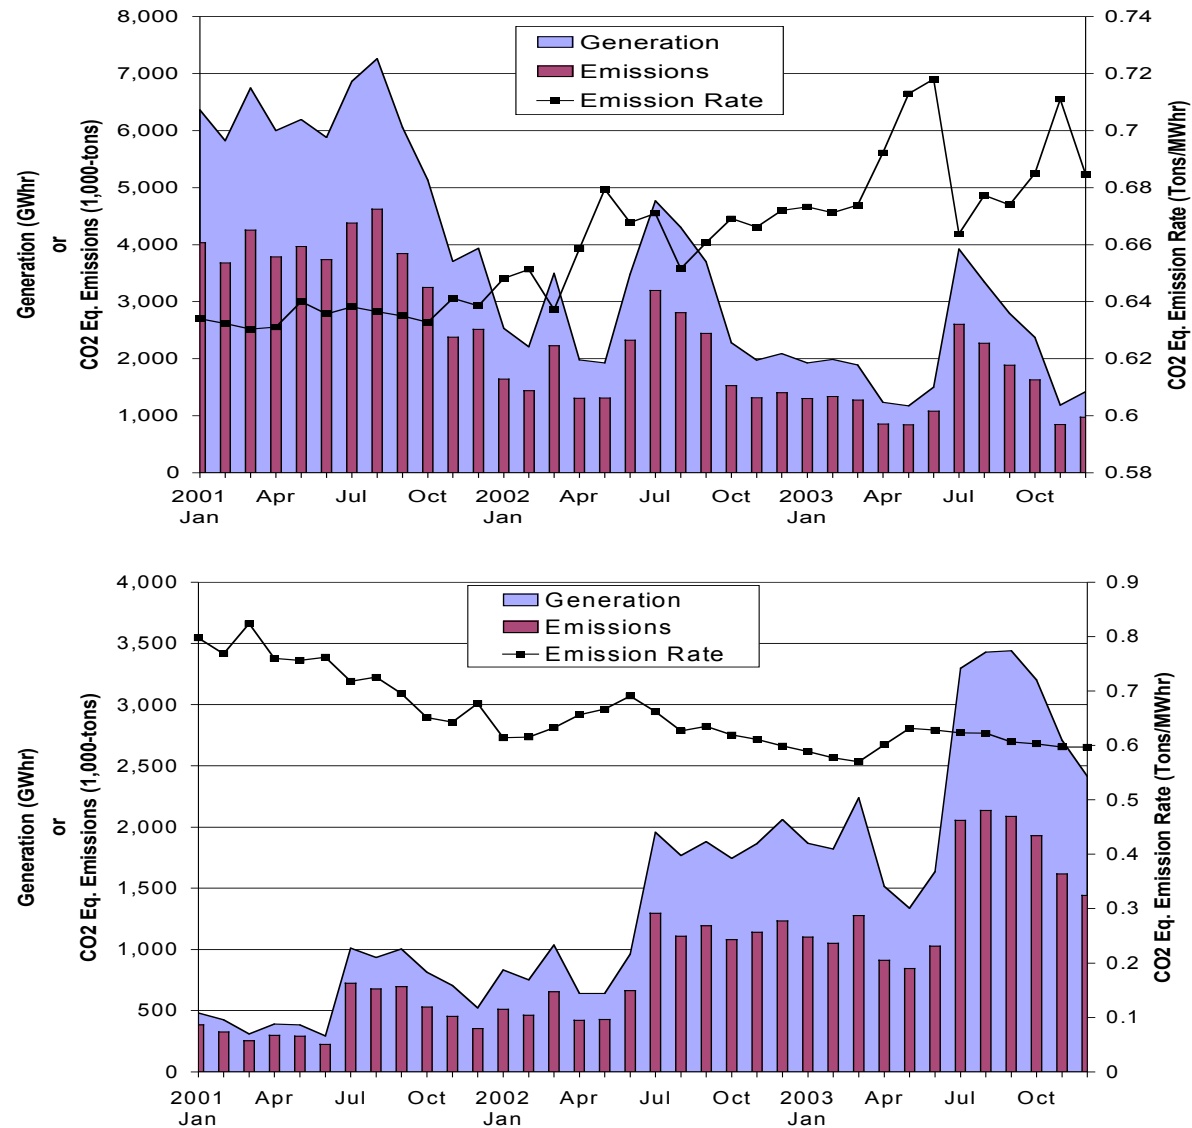 8,000
7,000
6,000
5,000
4,000
3,000
2,000
1,000
0
Generation (GWhr)
or
CO2 Eq. Emissions (1,000-tons)
Generation
Emissions
Emission Rate
0.74
0.72
0.7
0.68
0.66
0.64
0.62
0.6
0.58
CO2 Eq. Emission Rate (Tons/MWhr)
2001 Apr Jul Oct 2002 Apr Jul Oct 2003 Apr Jul Oct
Jan Jan Jan
4,000
3,500
3,000
2,500
2,000
1,500
1,000
500
0
Generation (GWhr)
or
CO2 Eq. Emissions (1,000-tons)
Generation
Emissions
Emission Rate
0.9
0.8
0.7
0.6
0.5
0.4
0.3
0.2
0.1
0
CO2 Eq. Emission Rate (Tons/MWhr)
2001 Apr Jul Oct 2002 Apr Jul Oct 2003 Apr Jul Oct
Jan Jan Jan